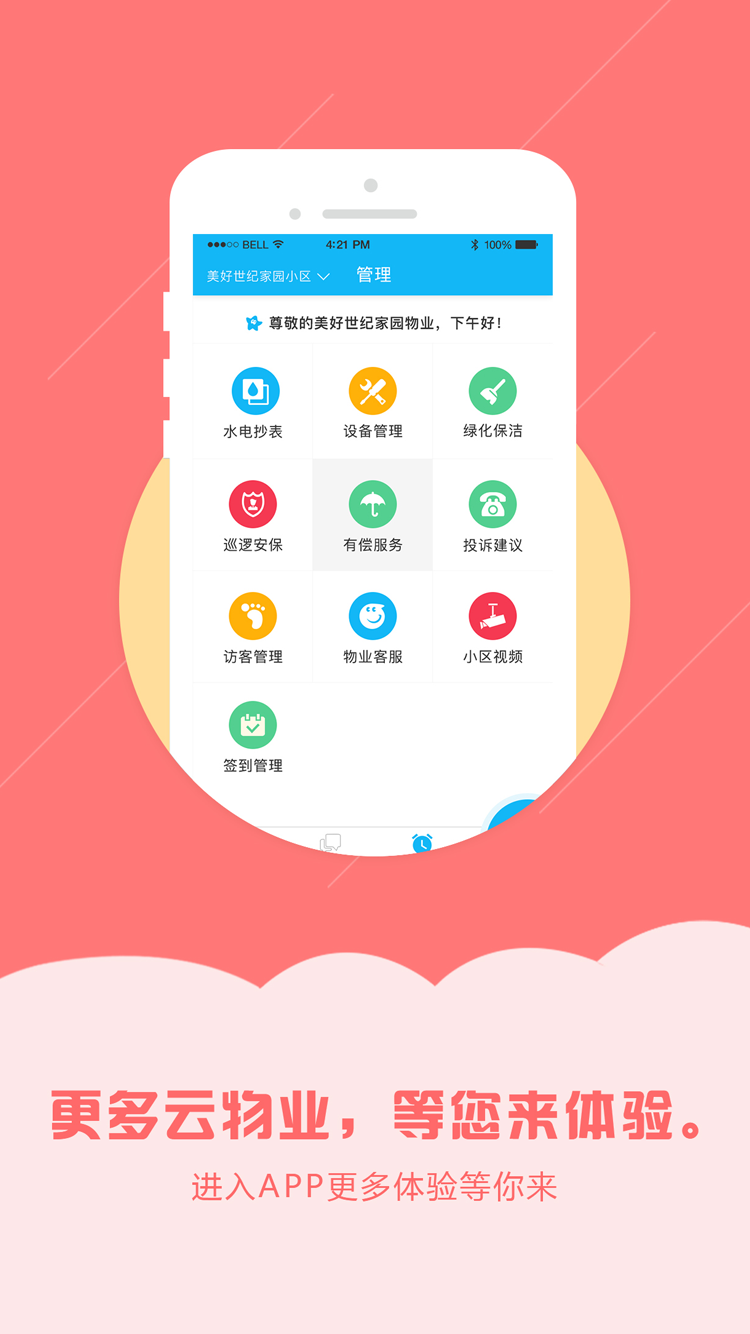 BELL 4:21 PM 100%
美好世纪家园小区 管理
尊敬的美好世纪家园物业，下午好！
水电抄表 设备管理 绿化保洁
巡逻安保 有偿服务 投诉建议
访客管理 物业客服 小区视频
签到管理
更多云物业，等您来体验。
进入APP更多体验等你来